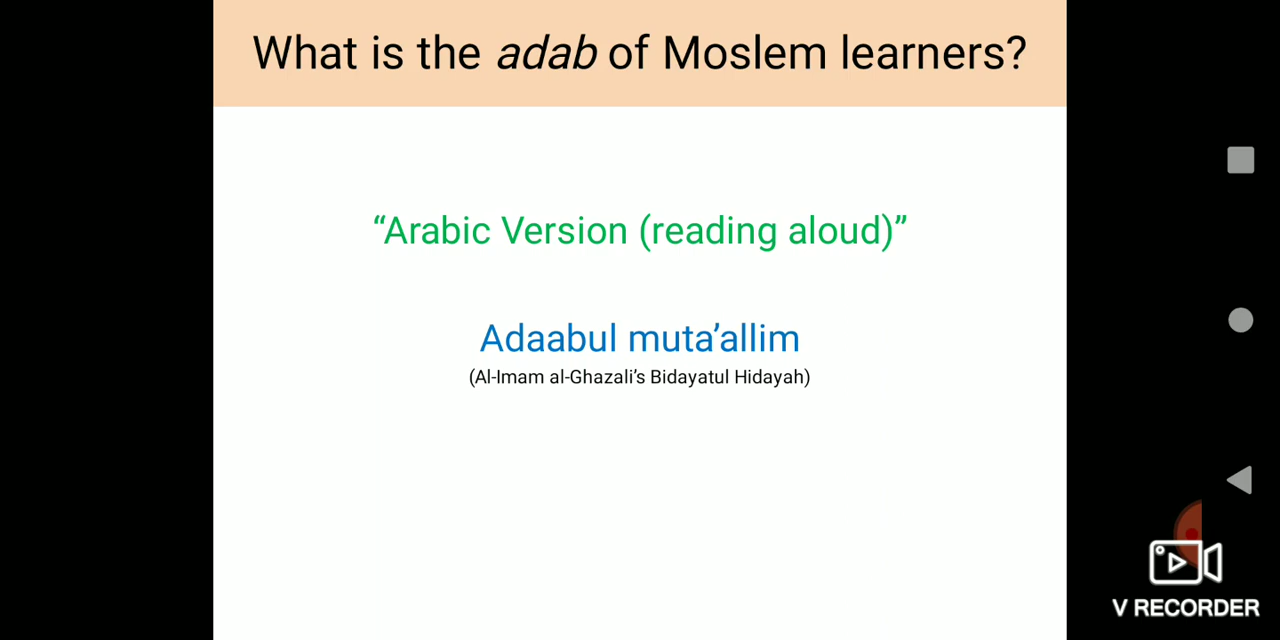 What is the adab of Moslem learners?
“Arabic Version (reading aloud)”
Adaabul muta’allim
(Al-Imam al-Ghazali’s Bidayatul Hidayah)
V RECORDER